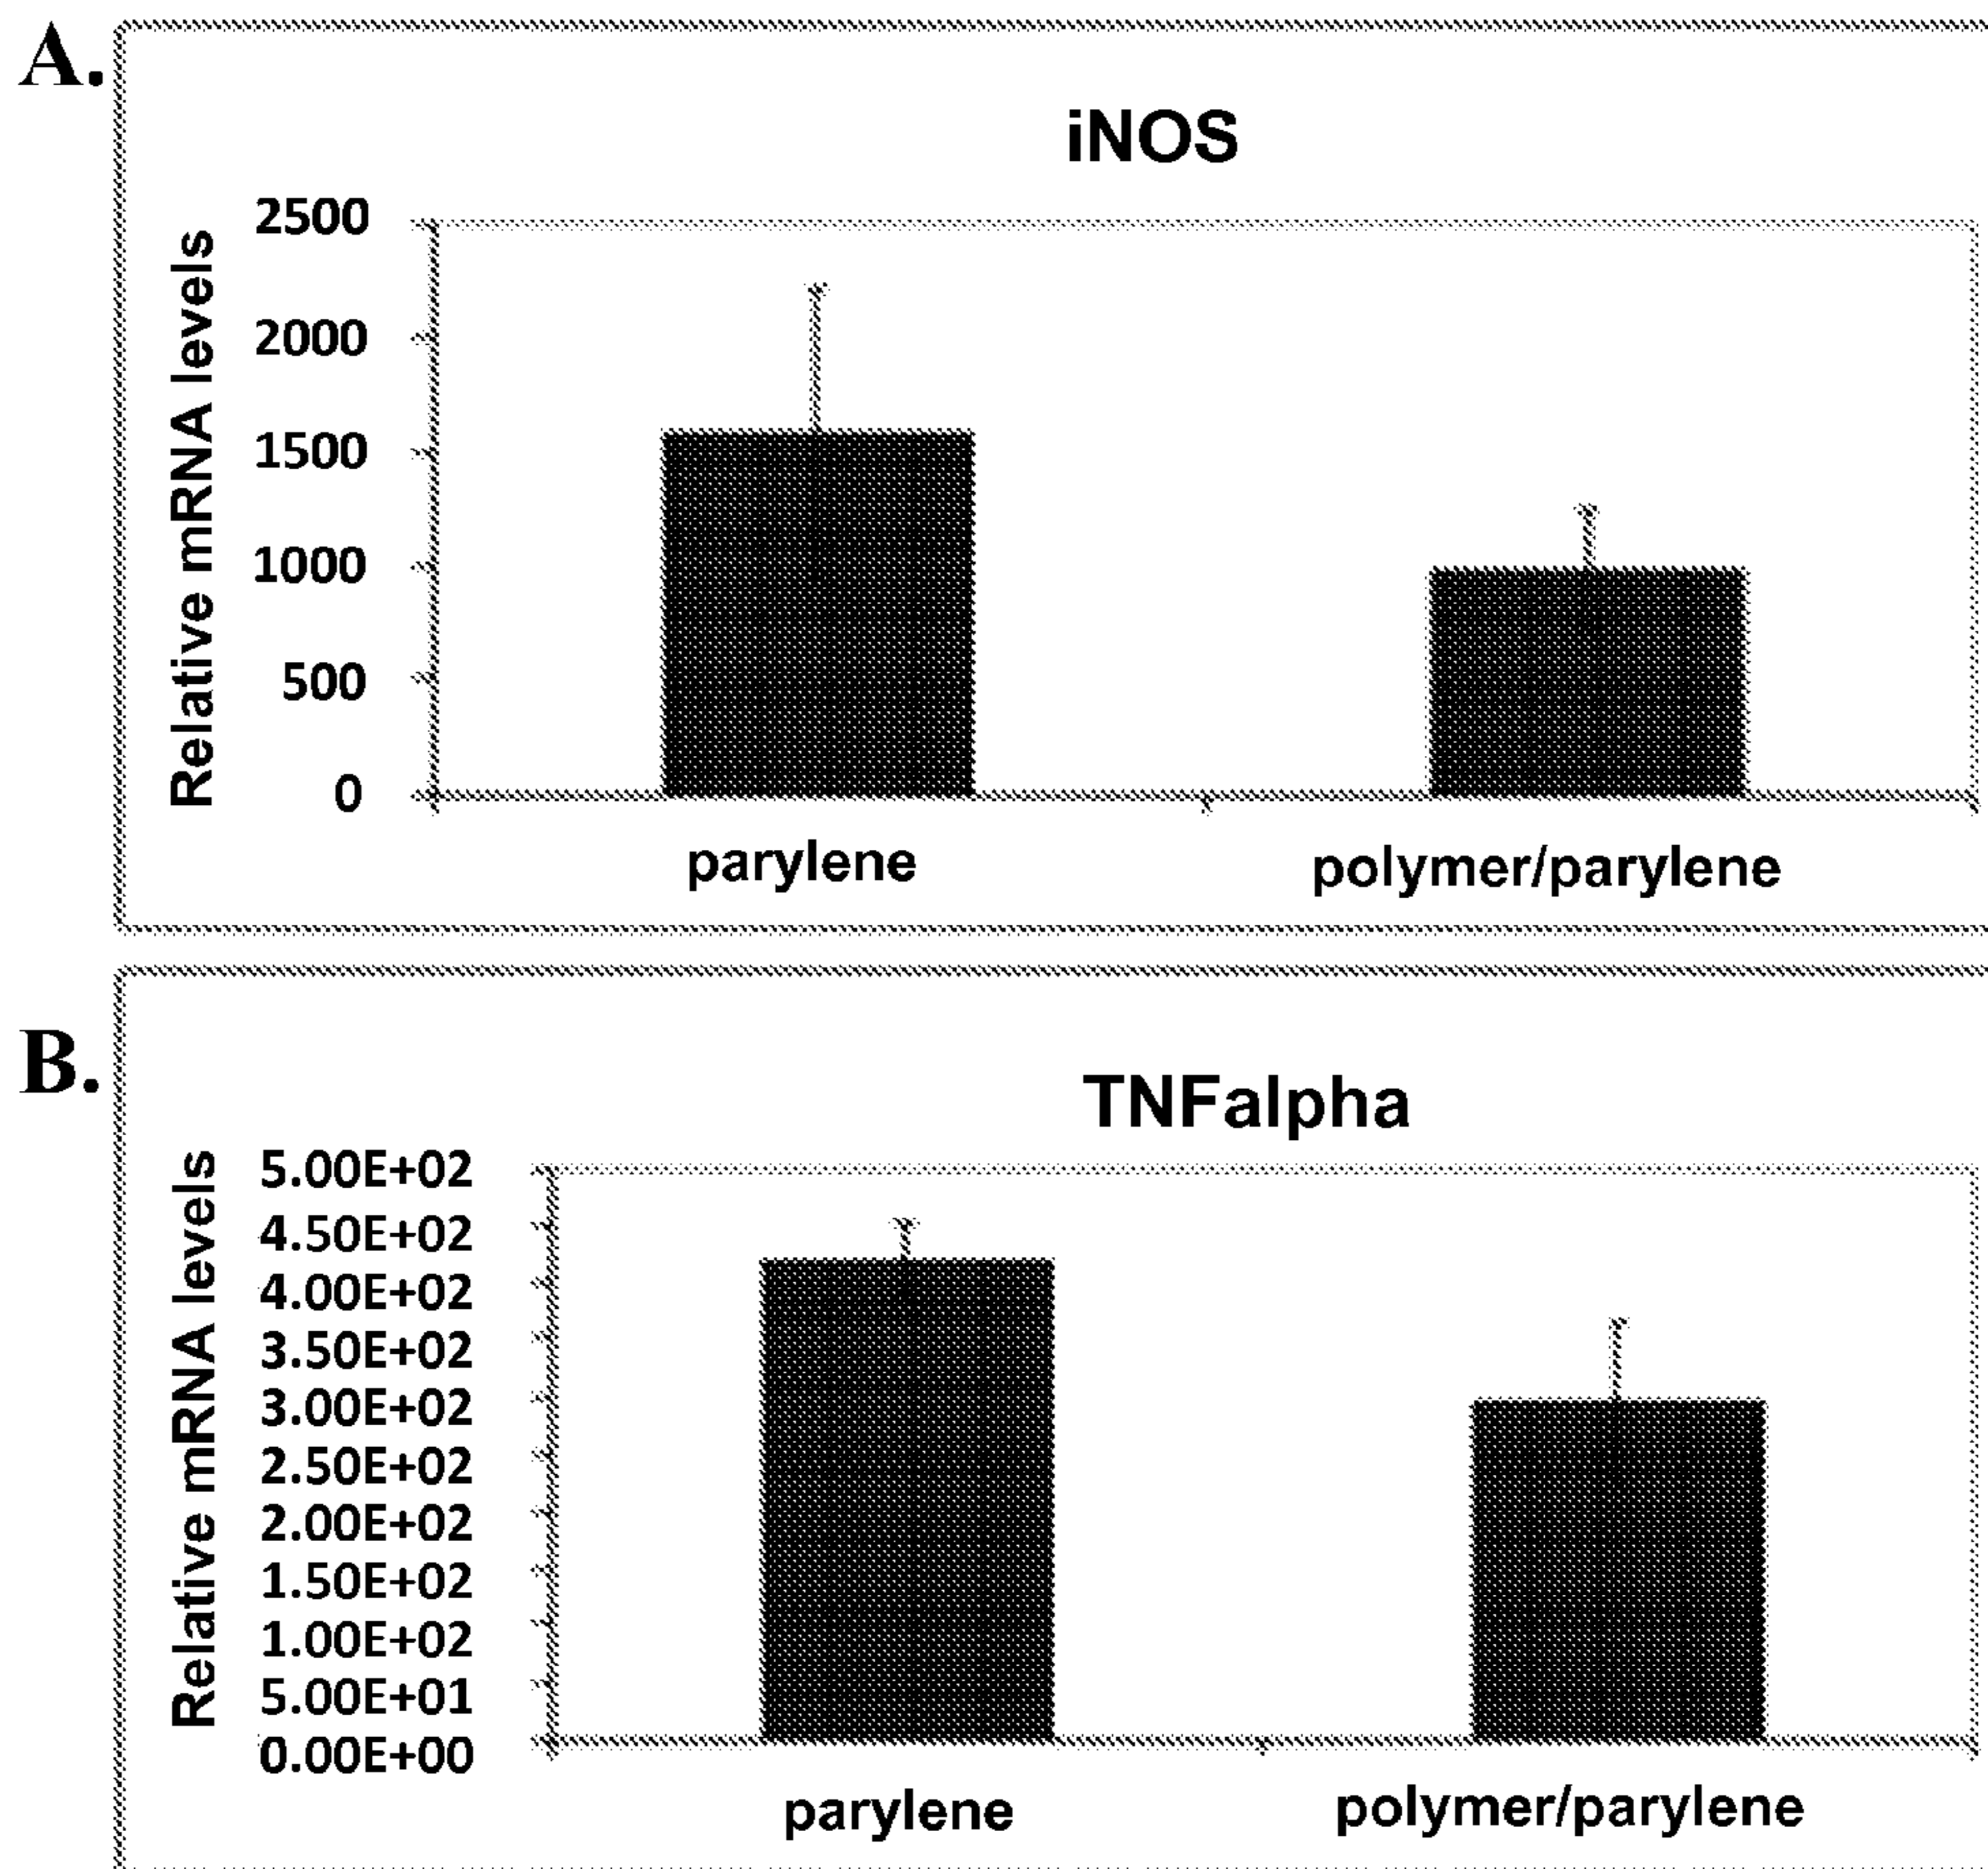 A.
iNOS
Relative mRNA levels
2500
2000
1500
1000
500
0
parylene
polymer/parylene
B.
TNFalpha
Relative mRNA levels
5.00E+02
4.50E+02
4.00E+02
3.50E+02
3.00E+02
2.50E+02
2.00E+02
1.50E+02
1.00E+02
5.00E+01
0.00E+00
parylene
polymer/parylene